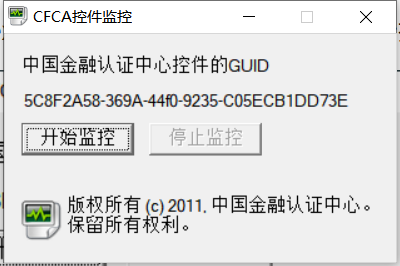 CFCA控件监控
中国金融认证中心控件的GUID
5C8F2A58-369A-44f0-9235-C05ECB1DD73E
开始监控 停止监控
版权所有 (c) 2011, 中国金融认证中心。
保留所有权利。